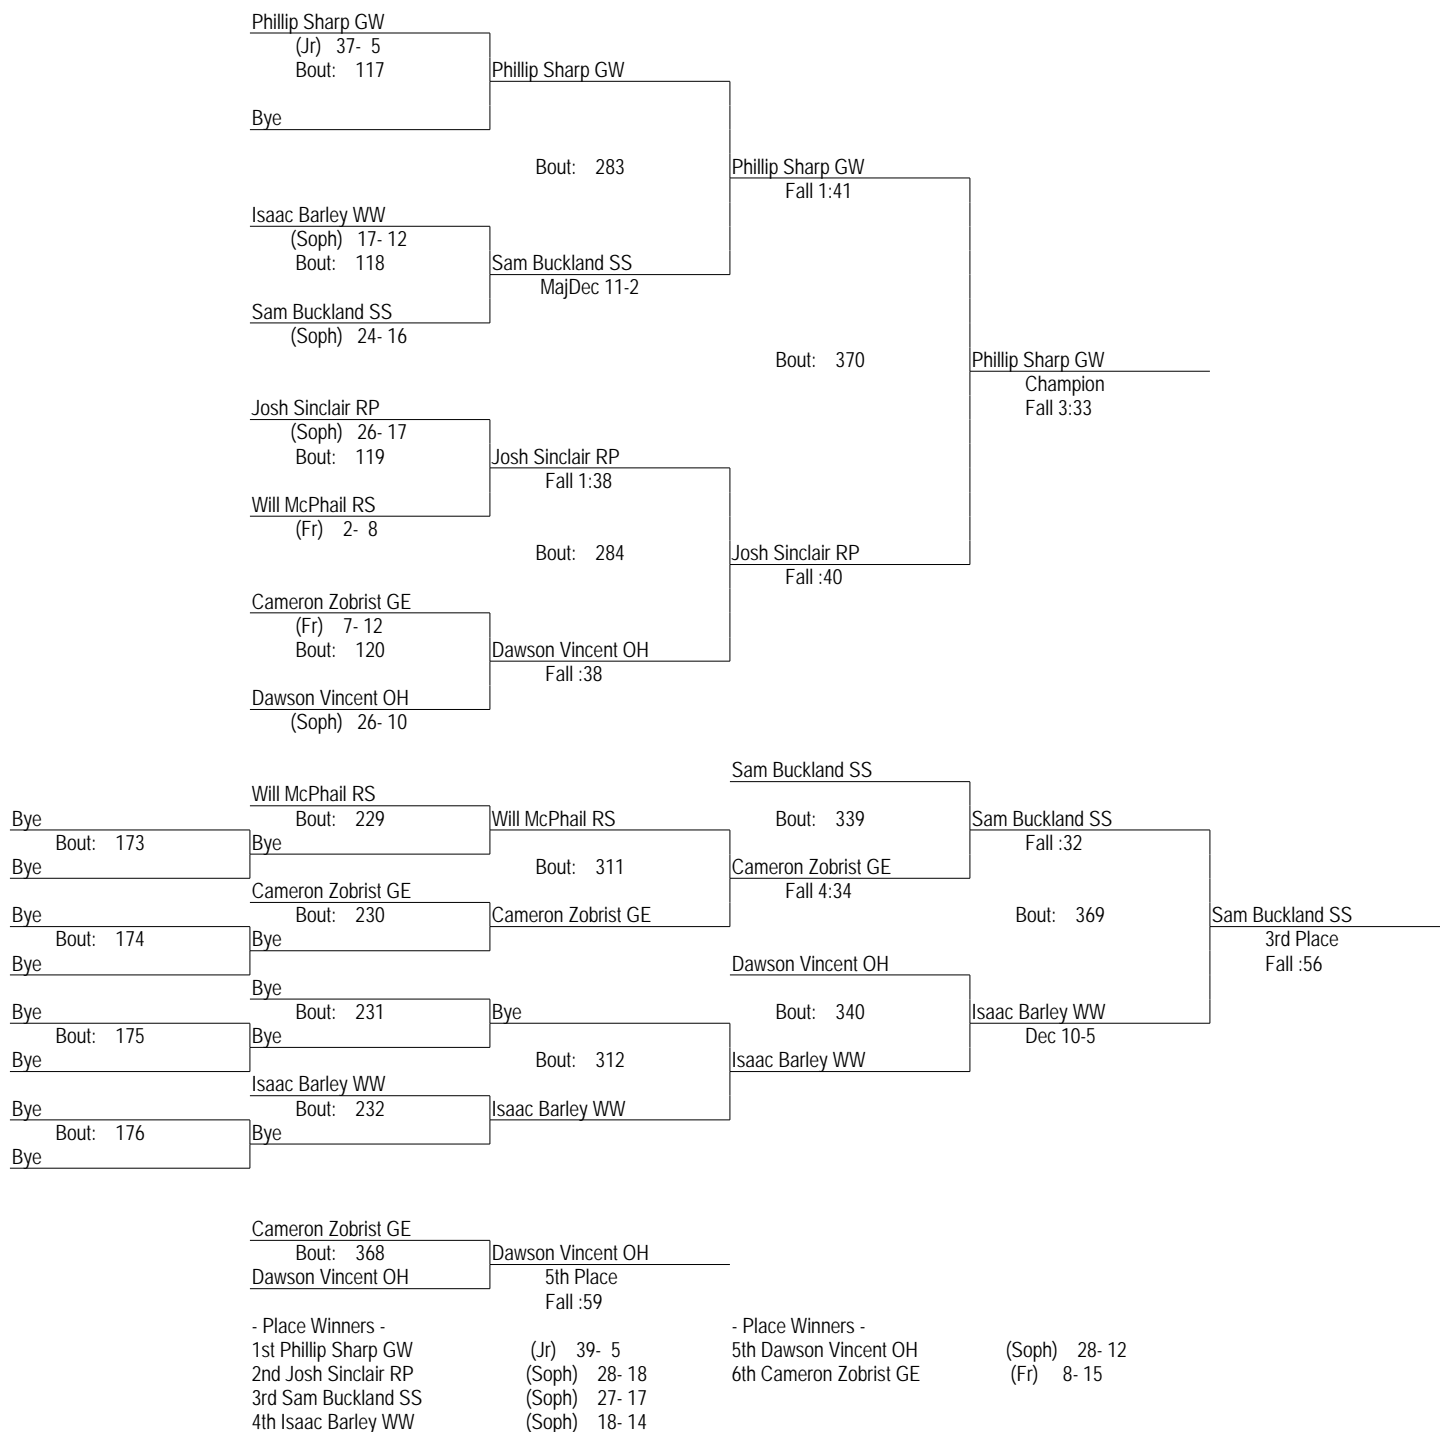 Phillip Sharp GW
(Jr) 37- 5
Bout: 117
Phillip Sharp GW
Bye
Bout: 283
Phillip Sharp GW
Fall 1:41
Isaac Barley WW
(Soph) 17- 12
Bout: 118
Sam Buckland SS
MajDec 11-2
Sam Buckland SS
(Soph) 24- 16
Bout: 370
Phillip Sharp GW
Champion
Fall 3:33
Josh Sinclair RP
(Soph) 26- 17
Bout: 119
Josh Sinclair RP
Fall 1:38
Will McPhail RS
(Fr) 2- 8
Bout: 284
Josh Sinclair RP
Fall :40
Cameron Zobrist GE
(Fr) 7- 12
Bout: 120
Dawson Vincent OH
Fall :38
Dawson Vincent OH
(Soph) 26- 10
Sam Buckland SS
Will McPhail RS
Bye
Bout: 229
Will McPhail RS
Bout: 339
Sam Buckland SS
Bout: 173
Bye
Fall :32
Bye
Bout: 311
Cameron Zobrist GE
Cameron Zobrist GE
Fall 4:34
Bye
Bout: 230
Cameron Zobrist GE
Bout: 369
Sam Buckland SS
Bout: 174
Bye
3rd Place
Bye
Dawson Vincent OH
Fall :56
Bye
Bye
Bout: 231
Bye
Bout: 340
Isaac Barley WW
Bout: 175
Bye
Dec 10-5
Bye
Bout: 312
Isaac Barley WW
Isaac Barley WW
Bye
Bout: 232
Isaac Barley WW
Bout: 176
Bye
Bye
Cameron Zobrist GE
Bout: 368
Dawson Vincent OH
Dawson Vincent OH
5th Place
Fall :59
- Place Winners -
1st Phillip Sharp GW (Jr) 39- 5
2nd Josh Sinclair RP (Soph) 28- 18
3rd Sam Buckland SS (Soph) 27- 17
4th Isaac Barley WW (Soph) 18- 14
- Place Winners -
5th Dawson Vincent OH (Soph) 28- 12
6th Cameron Zobrist GE (Fr) 8- 15